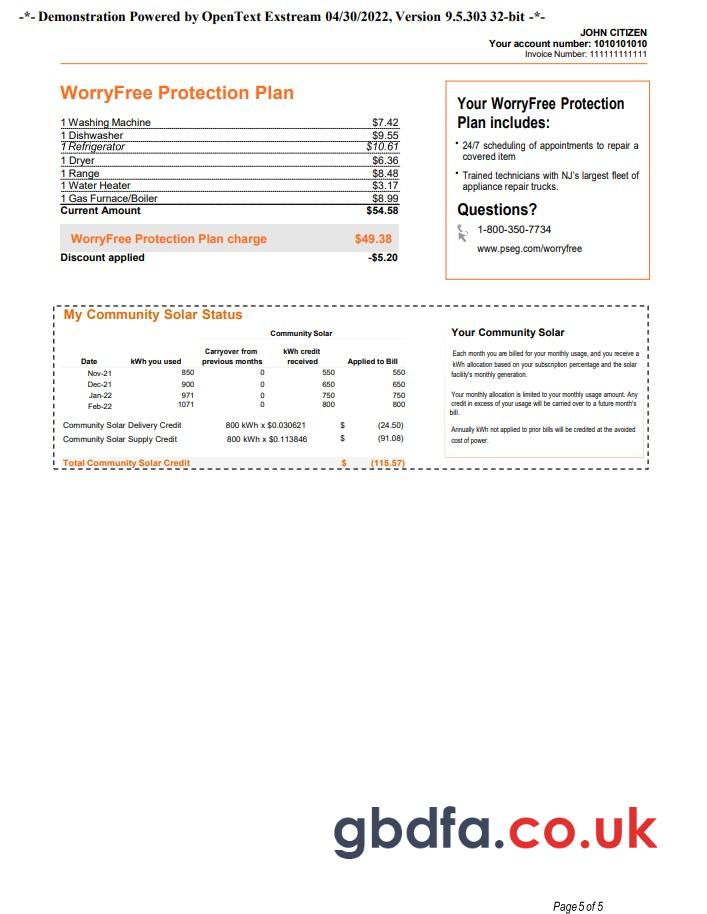 -*- Demonstration Powered by OpenText Exstream 04/30/2022, Version 9.5.303 32-bit -*-
JOHN CITIZEN
Your account number: 1010101010
Invoice Number: 111111111111
WorryFree Protection Plan
1 Washing Machine $7.42
1 Dishwasher $9.55
1 Refrigerator $10.61
1 Dryer $6.36
1 Range $8.48
1 Water Heater $3.17
1 Gas Furnace/Boiler $8.99
Current Amount $54.58
WorryFree Protection Plan charge $49.38
Discount applied -$5.20
Your WorryFree Protection
Plan includes:
• 24/7 scheduling of appointments to repair a
covered item
• Trained technicians with NJ's largest fleet of
appliance repair trucks.
Questions?
1-800-350-7734
www.pseg.com/worryfree
My Community Solar Status
Community Solar
Carryover from kWh credit
Date kWh you used previous months received Applied to Bill
Nov-21 850 0 550 550
Dec-21 900 0 650 650
Jan-22 971 0 750 750
Feb-22 1071 0 800 800
Community Solar Delivery Credit 800 kWh x $0.030621 $ (24.50)
Community Solar Supply Credit 800 kWh x $0.113846 $ (91.08)
Total Community Solar Credit $ (115.57)
Your Community Solar
Each month you are billed for your monthly usage, and you receive a
kWh allocation based on your subscription percentage and the solar
facility's monthly generation.
Your monthly allocation is limited to your monthly usage amount. Any
credit in excess of your usage will be carried over to a future month's
bill.
Annually kWh not applied to prior bills will be credited at the avoided
cost of power.
gbdfa.co.uk
Page 5 of 5